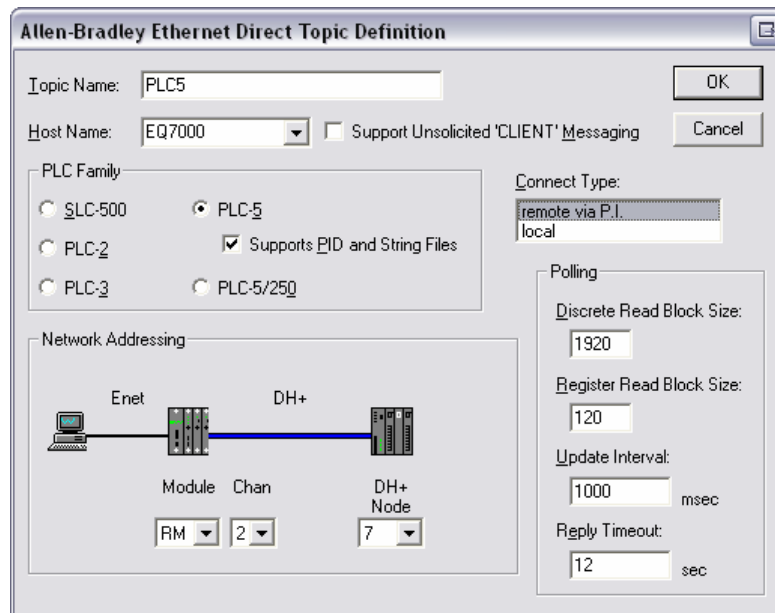 Allen-Bradley Ethernet Direct Topic Definition
Topic Name: PLC5
OK
Host Name: EQ7000
Support Unsolicited 'CLIENT' Messaging
Cancel
PLC Family
SLC-500
PLC-5
PLC-2
Supports PID and String Files
PLC-3
PLC-5/250
Connect Type:
remote via P.I.
local
Network Addressing
Enet
DH+
Module
Chan
DH+
Node
RM
2
7
Polling
Discrete Read Block Size:
1920
Register Read Block Size:
120
Update Interval:
1000 msec
Reply Timeout:
12 sec